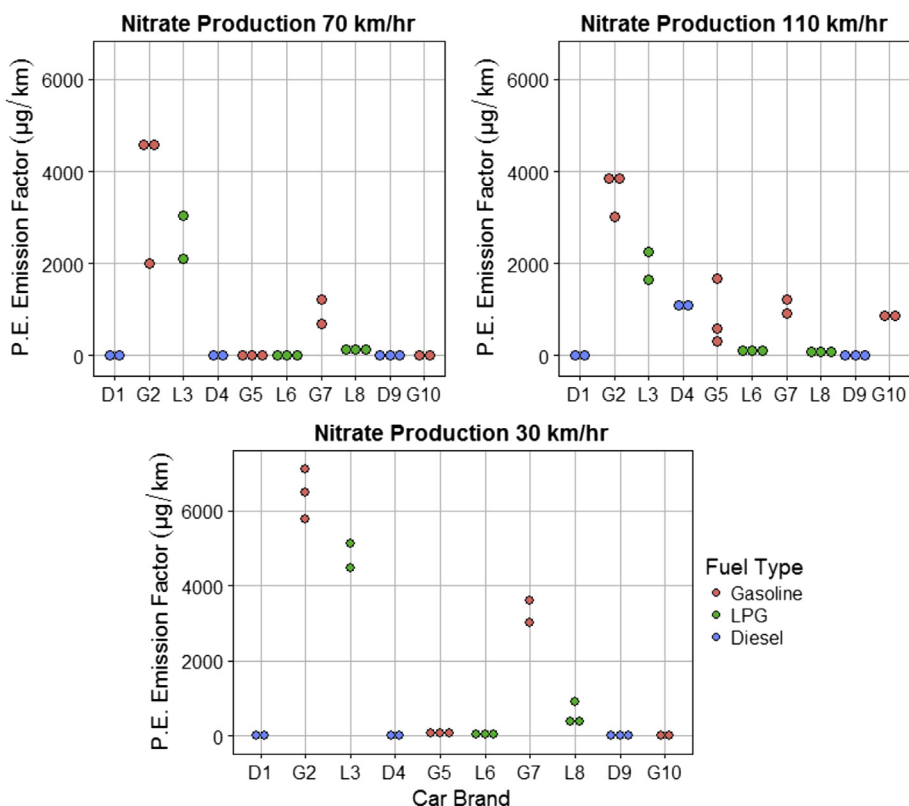 Nitrate Production 70 km/hr
P.E. Emission Factor (µg/km)
6000
4000
2000
0
D1 G2 L3 D4 G5 L6 G7 L8 D9 G10
Nitrate Production 110 km/hr
P.E. Emission Factor (µg/km)
6000
4000
2000
0
D1 G2 L3 D4 G5 L6 G7 L8 D9 G10
Nitrate Production 30 km/hr
P.E. Emission Factor (µg/km)
6000
4000
2000
0
D1 G2 L3 D4 G5 L6 G7 L8 D9 G10
Car Brand
Fuel Type
Gasoline
LPG
Diesel